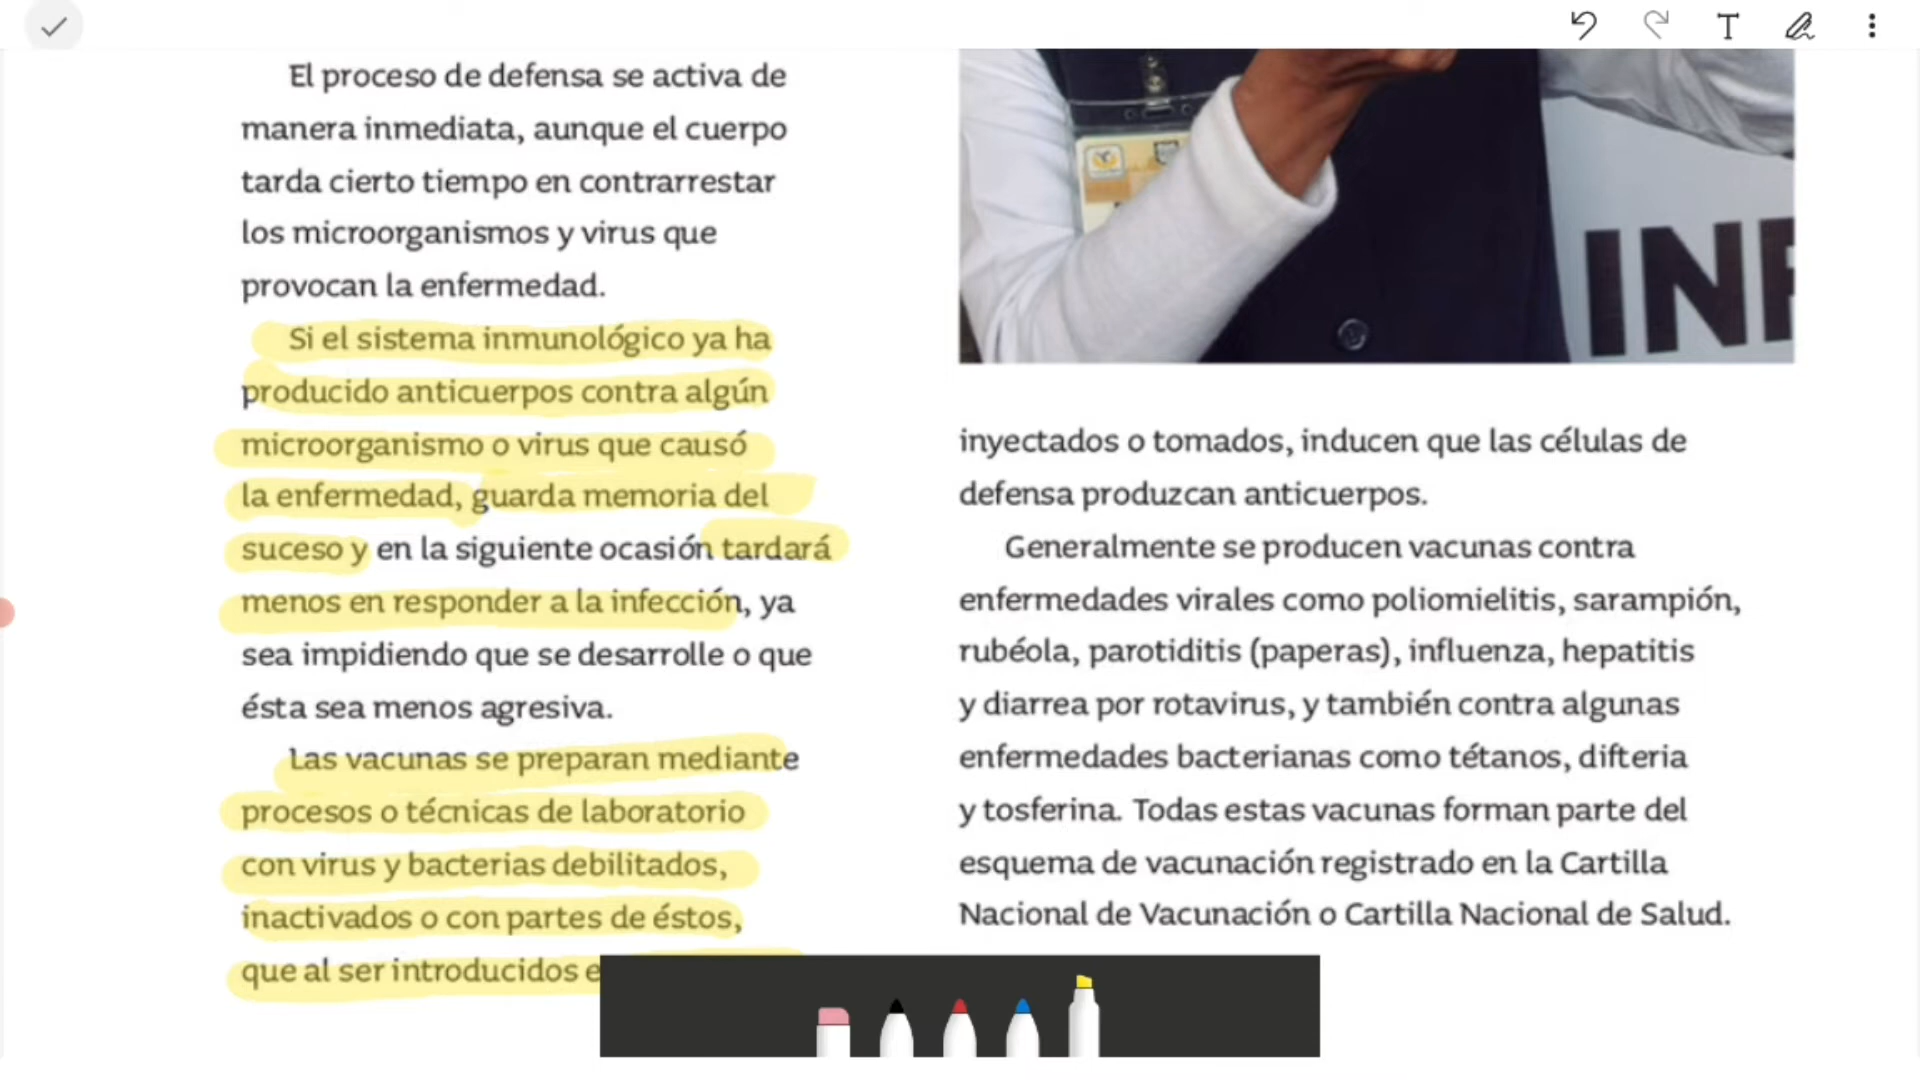 El proceso de defensa se activa de
manera inmediata, aunque el cuerpo
tarda cierto tiempo en contrarrestar
los microorganismos y virus que
provocan la enfermedad.
Si el sistema inmunológico ya ha
producido anticuerpos contra algún
microorganismo o virus que causó
la enfermedad, guarda memoria del
suceso y en la siguiente ocasión tardará
menos en responder a la infección, ya
sea impidiendo que se desarrolle o que
ésta sea menos agresiva.
Las vacunas se preparan mediante
procesos o técnicas de laboratorio
con virus y bacterias debilitados,
inactivados o con partes de éstos,
que al ser introducidos e
IN
inyectados o tomados, inducen que las células de
defensa produzcan anticuerpos.
Generalmente se producen vacunas contra
enfermedades virales como poliomielitis, sarampión,
rubéola, parotiditis (paperas), influenza, hepatitis
y diarrea por rotavirus, y también contra algunas
enfermedades bacterianas como tétanos, difteria
y tosferina. Todas estas vacunas forman parte del
esquema de vacunación registrado en la Cartilla
Nacional de Vacunación o Cartilla Nacional de Salud.